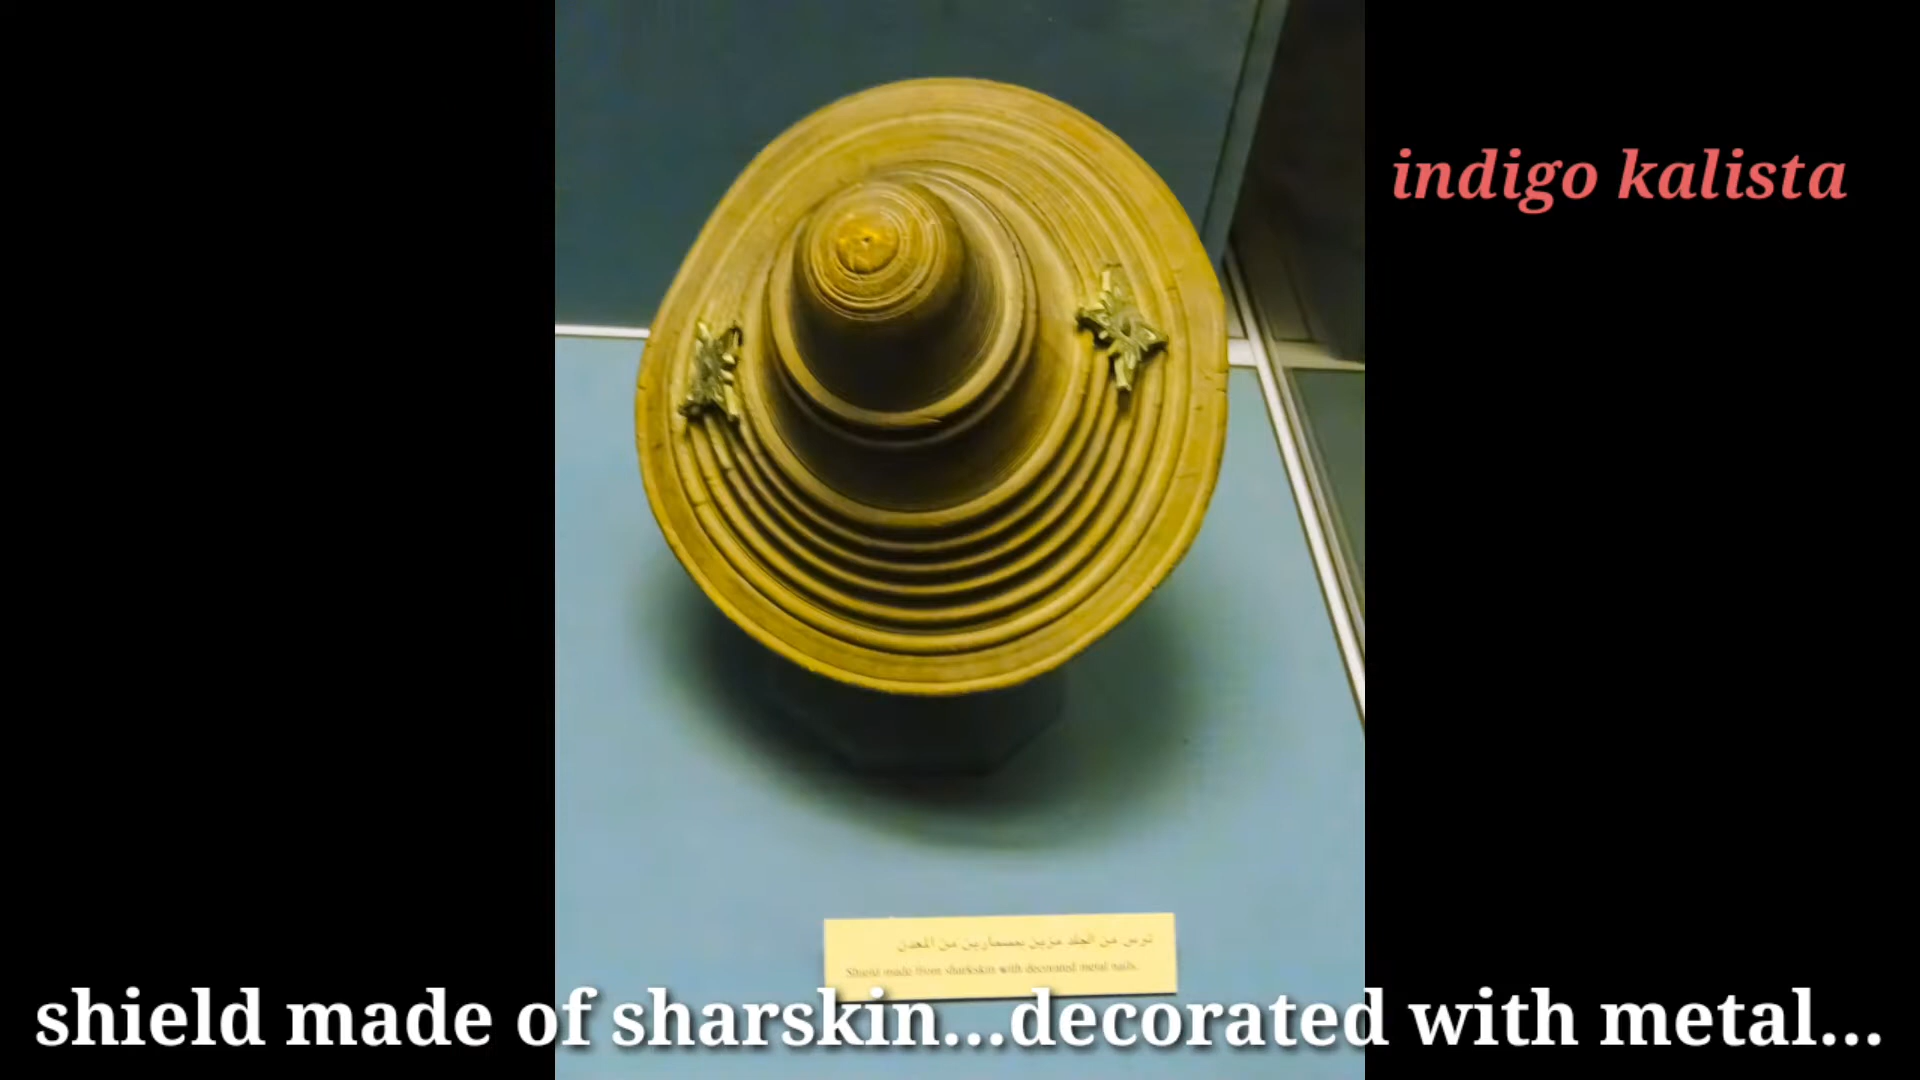 indigo kalista
ترس من الجلد مزين بمسمارين من المعدن
Shield made from sharkskin with decorated metal nails.
shield made of sharskin...decorated with metal...